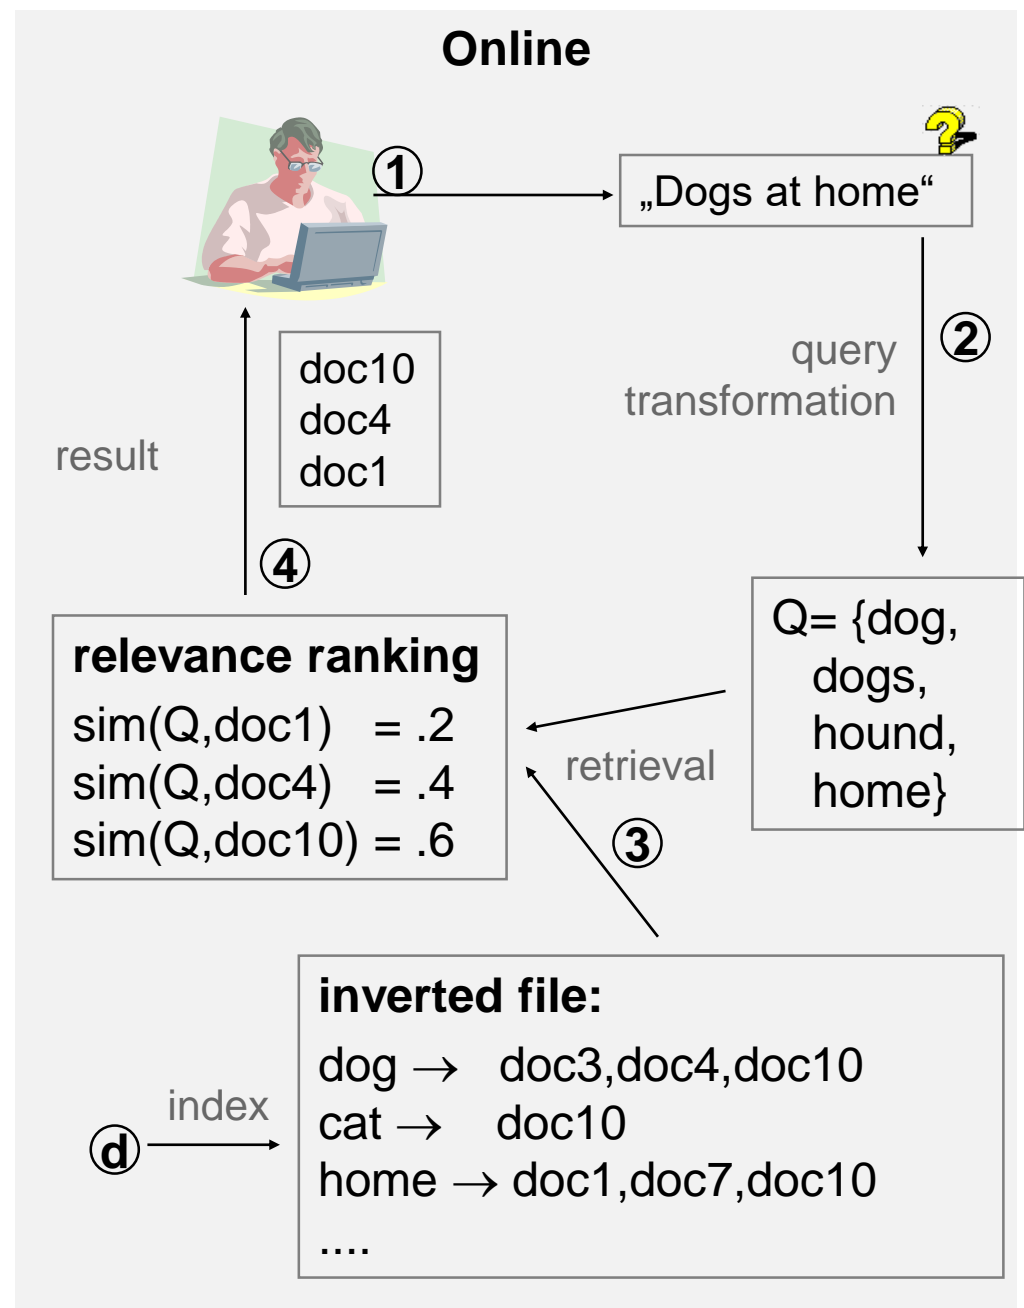 Online
①
?
„Dogs at home“
②
query
transformation
doc10
doc4
doc1
result
④
Q= {dog,
dogs,
hound,
home}
relevance ranking
sim(Q,doc1) = .2
sim(Q,doc4) = .4
sim(Q,doc10) = .6
retrieval
③
inverted file:
dog → doc3,doc4,doc10
cat → doc10
home → doc1,doc7,doc10
....
index
ⓓ